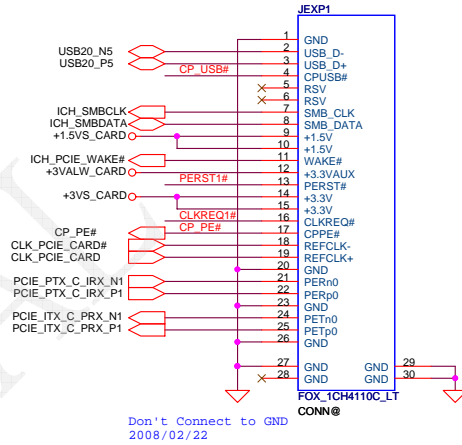 JEXP1
1 GND
USB20_N5 2 USB_D-
USB20_P5 3 USB_D+
CP_USB# 4 CPUSB#
5 RSV
6 RSV
ICH_SMBCLK 7 SMB_CLK
ICH_SMBDATA 8 SMB_DATA
+1.5VS_CARD 9 +1.5V
10 +1.5V
ICH_PCIE_WAKE# 11 WAKE#
+3VALW_CARD 12 +3.3VAUX
PERST1# 13 PERST#
+3VS_CARD 14 +3.3V
15 +3.3V
CLKREQ1# 16 CLKREQ#
CP_PE# CP_PE# 17 CPPE#
CLK_PCIE_CARD# 18 REFCLK-
CLK_PCIE_CARD 19 REFCLK+
20 GND
PCIE_PTX_C_IRX_N1 21 PERn0
PCIE_PTX_C_IRX_P1 22 PERp0
23 GND
PCIE_ITX_C_PRX_N1 24 PETn0
PCIE_ITX_C_PRX_P1 25 PETp0
26 GND
27 GND GND 29
28 GND GND 30
FOX_1CH4110C_LT
CONN@
Don't Connect to GND
2008/02/22